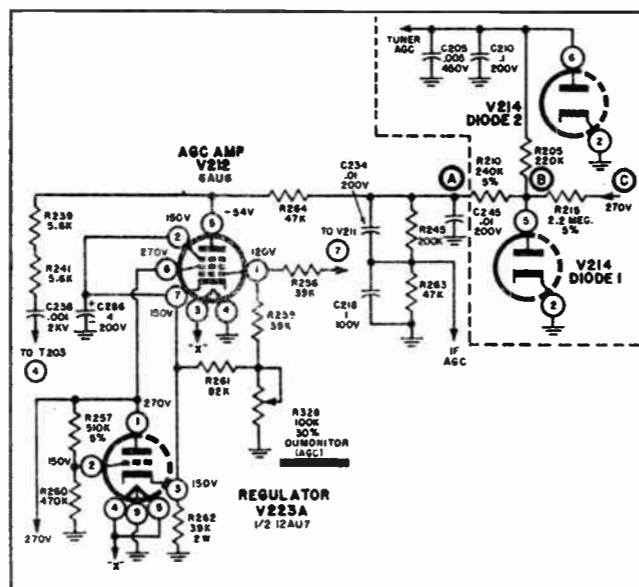 TUNER
AGC
C205
.005
450V
C210
.1
200V
6
V214
DIODE 2
2
R205
220K
AGC AMP
V212
6AU6
C234
.01
200V
A
R210
240K
5%
B
R215
2.2 MEG.
5%
C
270V
R239
5.6K
150V
5
-54V
R264
47K
TO V211
7
R245
200K
C245
.01
200V
5
V214
DIODE 1
2
2
270V
6
120V
1
R256
39K
R241
5.6K
7
150V
3
4
"X"
C236
.001
2KV
C286
4
200V
+
C218
1
100V
R263
47K
IF
AGC
TO T203
4
R259
39K
R261
82K
R328
100K
30%
DUMONITOR
(AGC)
270V
R257
510K
5%
1
150V
2
3
150V
R260
470K
4
9
5
R262
39K
2W
REGULATOR
V223A
1/2 12AU7
270V
"X"